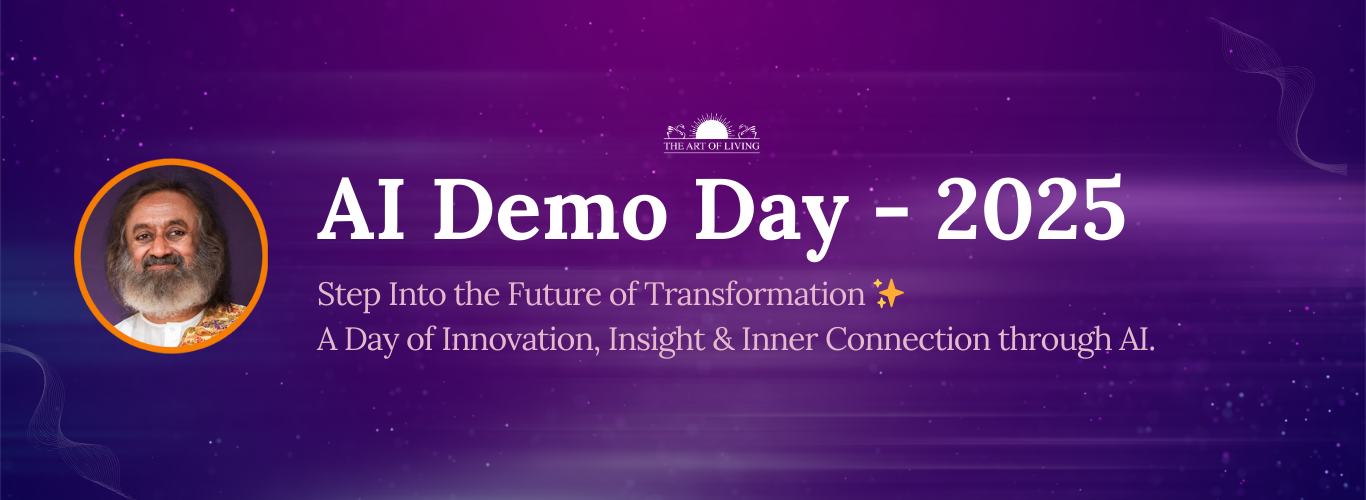 THE ART OF LIVING
AI Demo Day - 2025
Step Into the Future of Transformation ✨
A Day of Innovation, Insight & Inner Connection through AI.